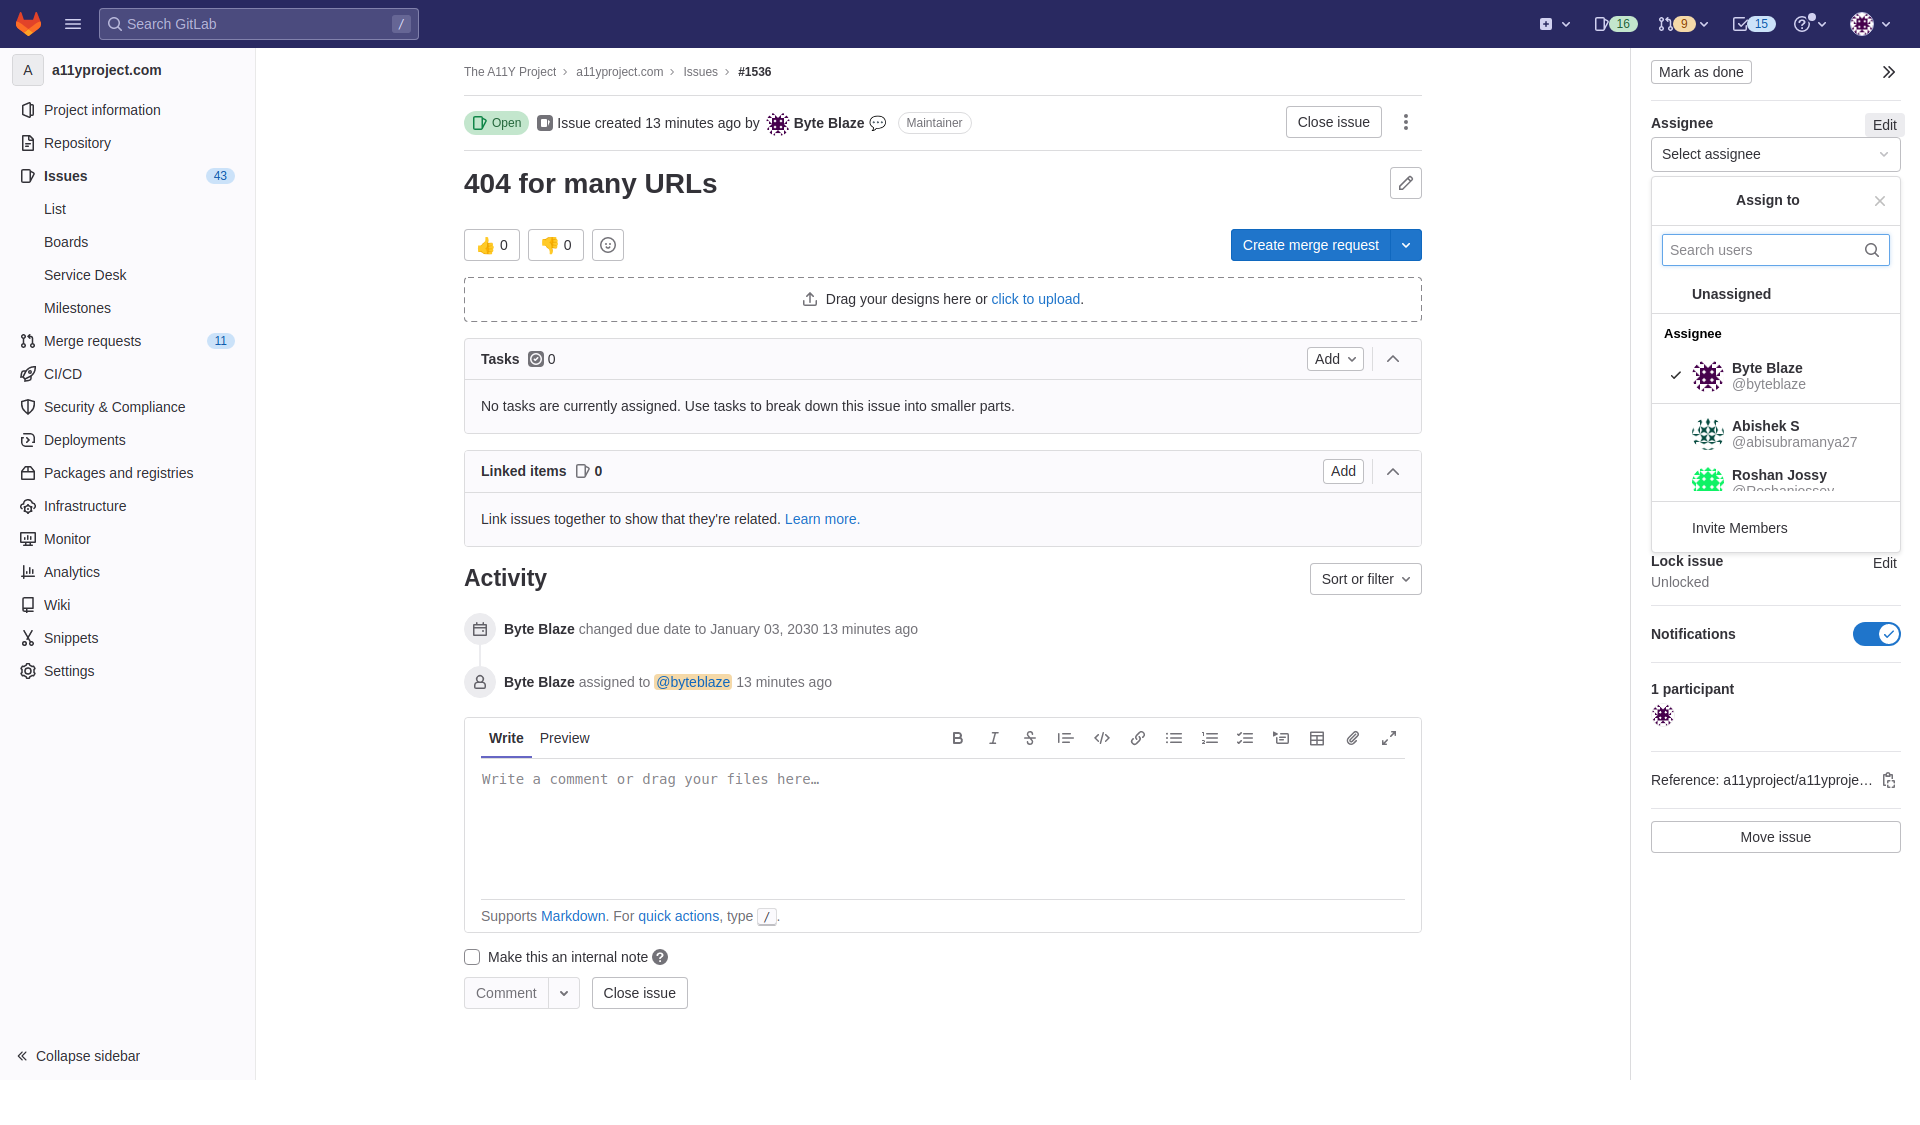 Search GitLab
/
16
9
15
A
a11yproject.com
Project information
Repository
Issues
43
List
Boards
Service Desk
Milestones
Merge requests
11
CI/CD
Security & Compliance
Deployments
Packages and registries
Infrastructure
Monitor
Analytics
Wiki
Snippets
Settings
Collapse sidebar
The A11Y Project
a11yproject.com
Issues
#1536
Open
Issue created 13 minutes ago by
Byte Blaze
Maintainer
Close issue
404 for many URLs
0
0
Create merge request
Drag your designs here or click to upload.
Tasks
0
Add
No tasks are currently assigned. Use tasks to break down this issue into smaller parts.
Linked items
0
Add
Link issues together to show that they're related. Learn more.
Activity
Sort or filter
Byte Blaze changed due date to January 03, 2030 13 minutes ago
Byte Blaze assigned to @byteblaze 13 minutes ago
Write
Preview
Write a comment or drag your files here…
Supports Markdown. For quick actions, type /.
Make this an internal note
Comment
Close issue
Mark as done
Assignee
Edit
Select assignee
Assign to
Search users
Unassigned
Assignee
Byte Blaze
@byteblaze
Abishek S
@abisubramanya27
Roshan Jossy
@Roshanjossey
Invite Members
Lock issue
Edit
Unlocked
Notifications
1 participant
Reference: a11yproject/a11yproje…
Move issue